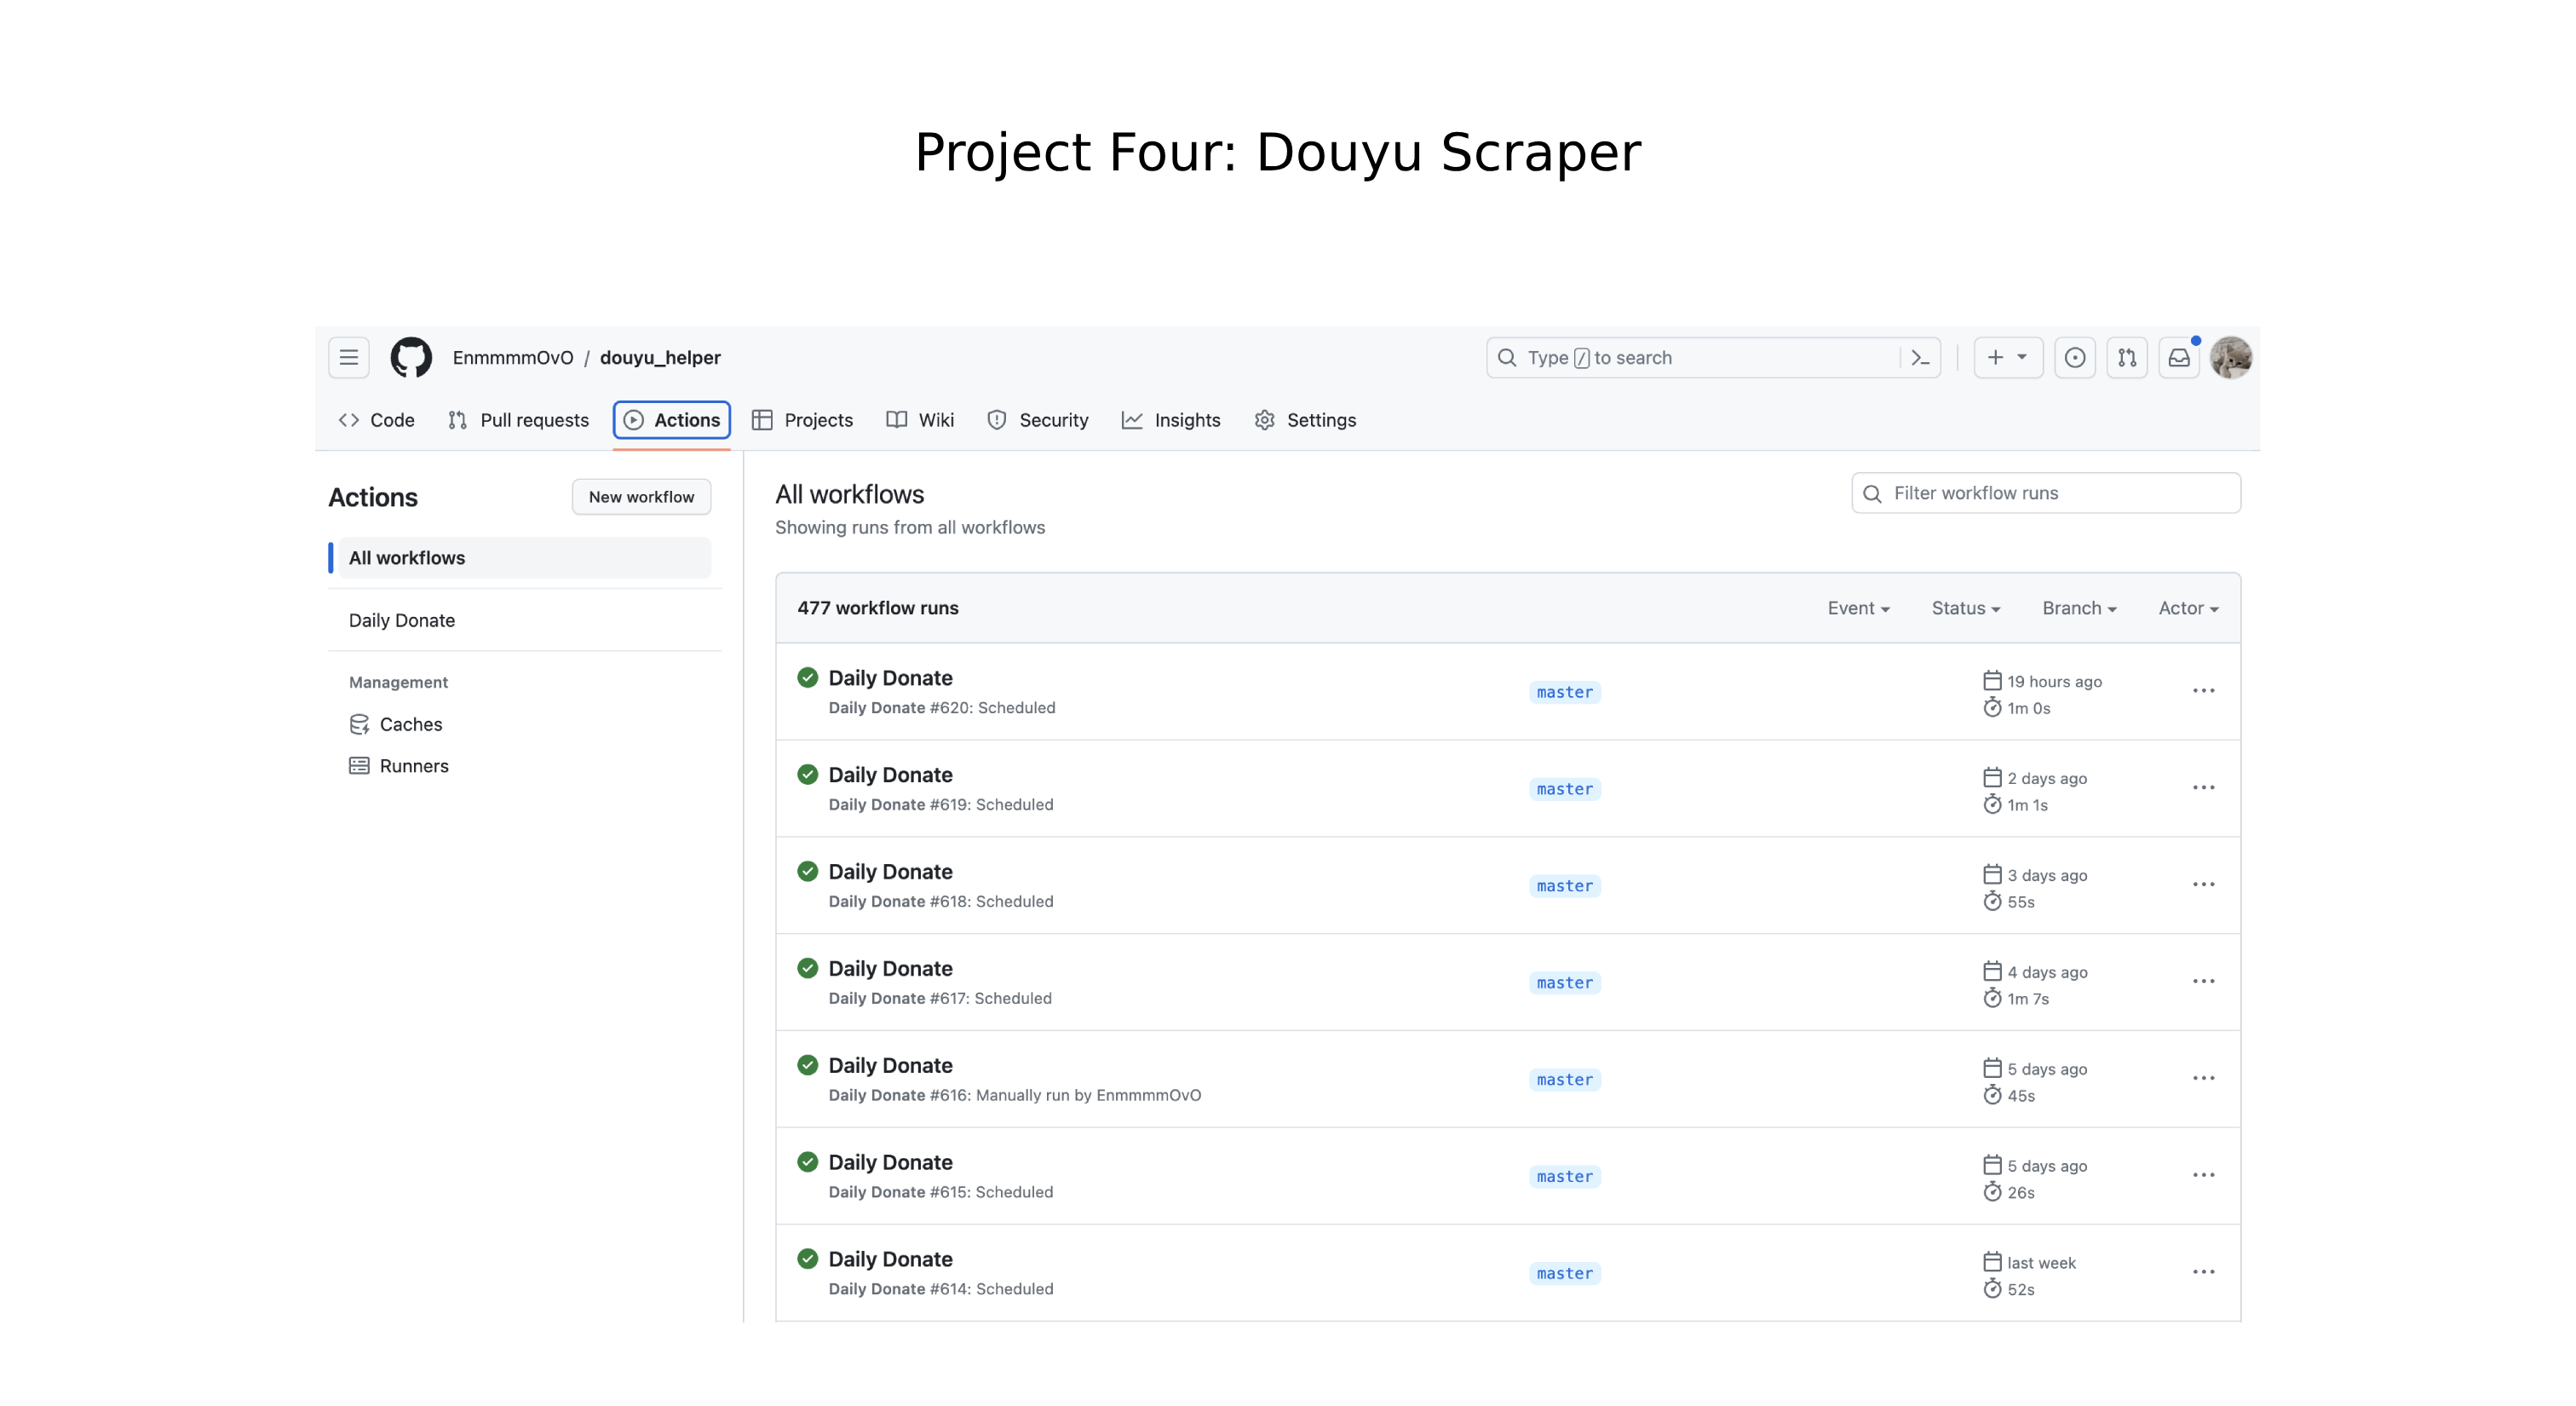 Project Four: Douyu Scraper
EnmmmmOvO / douyu_helper
Type / to search
Code Pull requests Actions Projects Wiki Security Insights Settings
Actions
New workflow
All workflows
Daily Donate
Management
Caches
Runners
All workflows
Showing runs from all workflows
Filter workflow runs
477 workflow runs
Event Status Branch Actor
Daily Donate
Daily Donate #620: Scheduled
master
19 hours ago
1m 0s
Daily Donate
Daily Donate #619: Scheduled
master
2 days ago
1m 1s
Daily Donate
Daily Donate #618: Scheduled
master
3 days ago
55s
Daily Donate
Daily Donate #617: Scheduled
master
4 days ago
1m 7s
Daily Donate
Daily Donate #616: Manually run by EnmmmmOvO
master
5 days ago
45s
Daily Donate
Daily Donate #615: Scheduled
master
5 days ago
26s
Daily Donate
Daily Donate #614: Scheduled
master
last week
52s